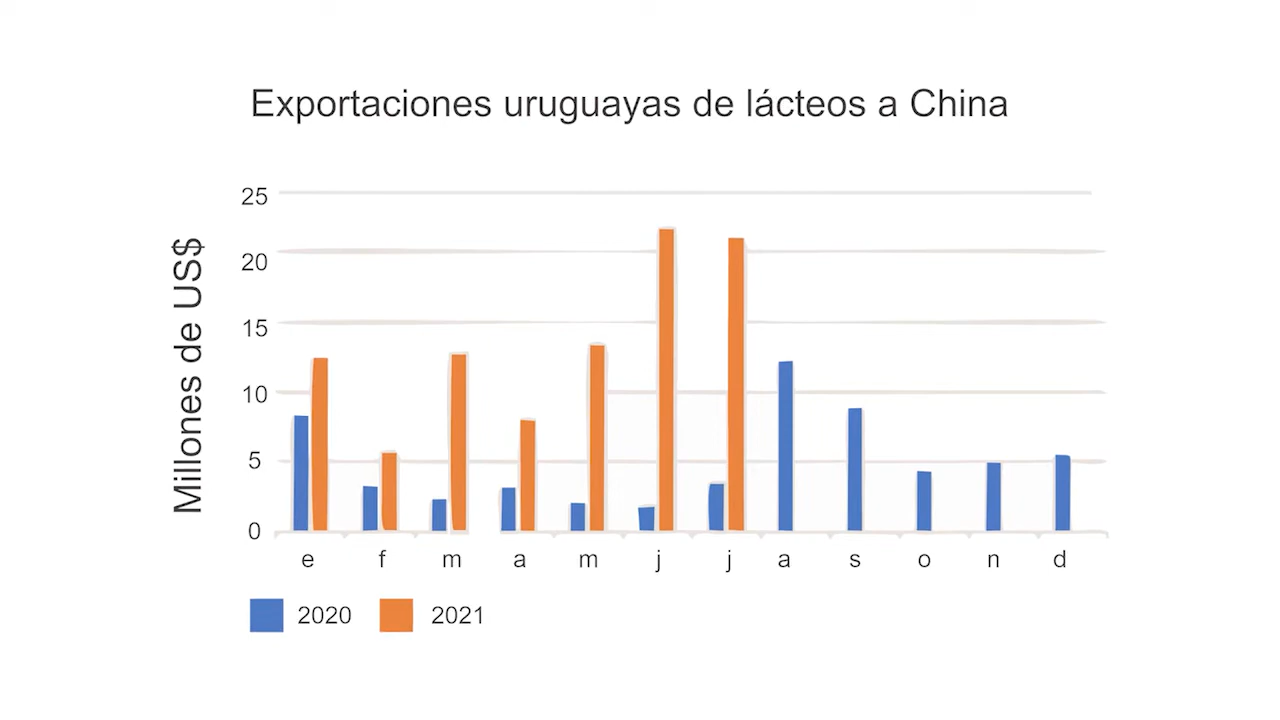 Exportaciones uruguayas de lácteos a China
Millones de US$
25
20
15
10
5
0
e f m a m j j a s o n d
2020 2021